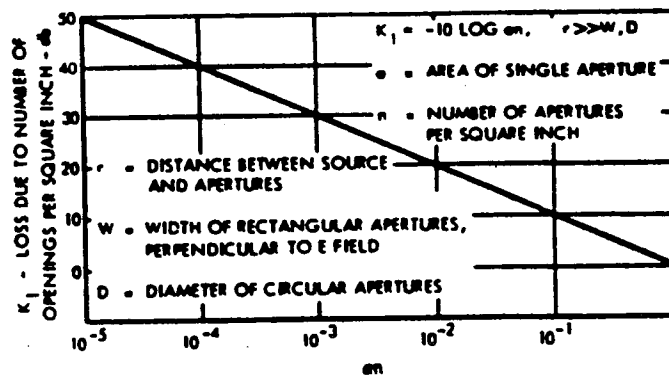 K₁ - LOSS DUE TO NUMBER OF
OPENINGS PER SQUARE INCH - db
50
40
30
20
10
0
K₁ = -10 LOG an, r>>W,D
a = AREA OF SINGLE APERTURE
n = NUMBER OF APERTURES
PER SQUARE INCH
r = DISTANCE BETWEEN SOURCE
AND APERTURES
W = WIDTH OF RECTANGULAR APERTURES,
PERPENDICULAR TO E FIELD
D = DIAMETER OF CIRCULAR APERTURES
10⁻⁵ 10⁻⁴ 10⁻³ 10⁻² 10⁻¹
an